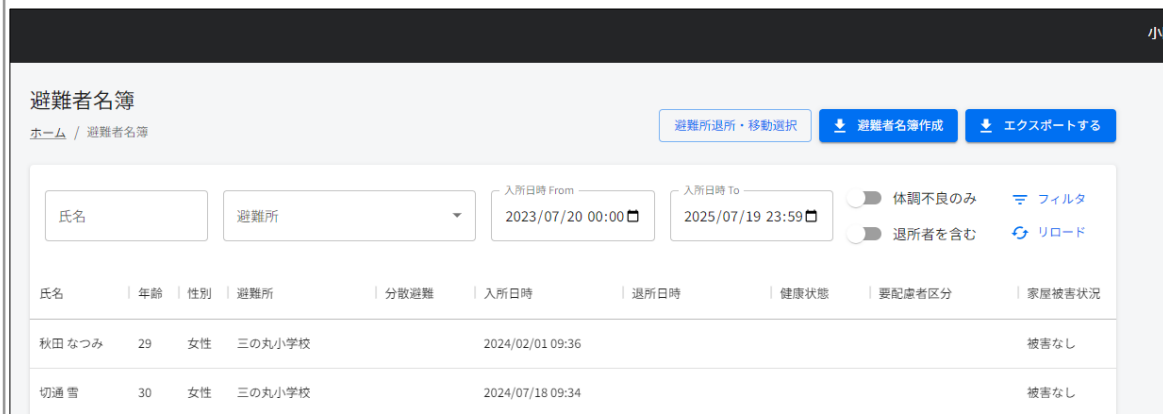 小
避難者名簿
ホーム / 避難者名簿
避難所退所・移動選択 避難者名簿作成 エクスポートする
入所日時 From 入所日時 To
氏名 避難所 2023/07/20 00:00 2025/07/19 23:59 体調不良のみ フィルタ
退所者を含む リロード
氏名 年齢 性別 避難所 分散避難 入所日時 退所日時 健康状態 要配慮者区分 家屋被害状況
秋田 なつみ 29 女性 三の丸小学校 2024/02/01 09:36 被害なし
切通 雪 30 女性 三の丸小学校 2024/07/18 09:34 被害なし